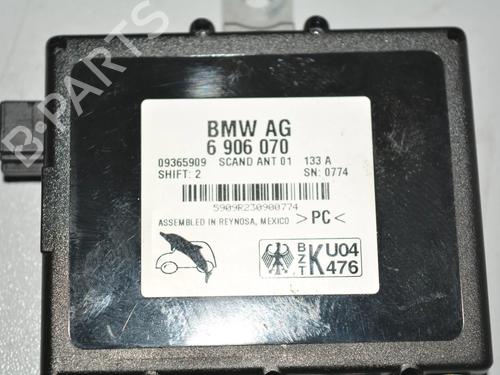 BMW AG
6 906 070
09365909 SCAND ANT 01 133 A
SHIFT: 2 SN: 0774
5909R230900774
ASSEMBLED IN REYNOSA, MEXICO >PC<
BZT K U04 476
B-PARTS